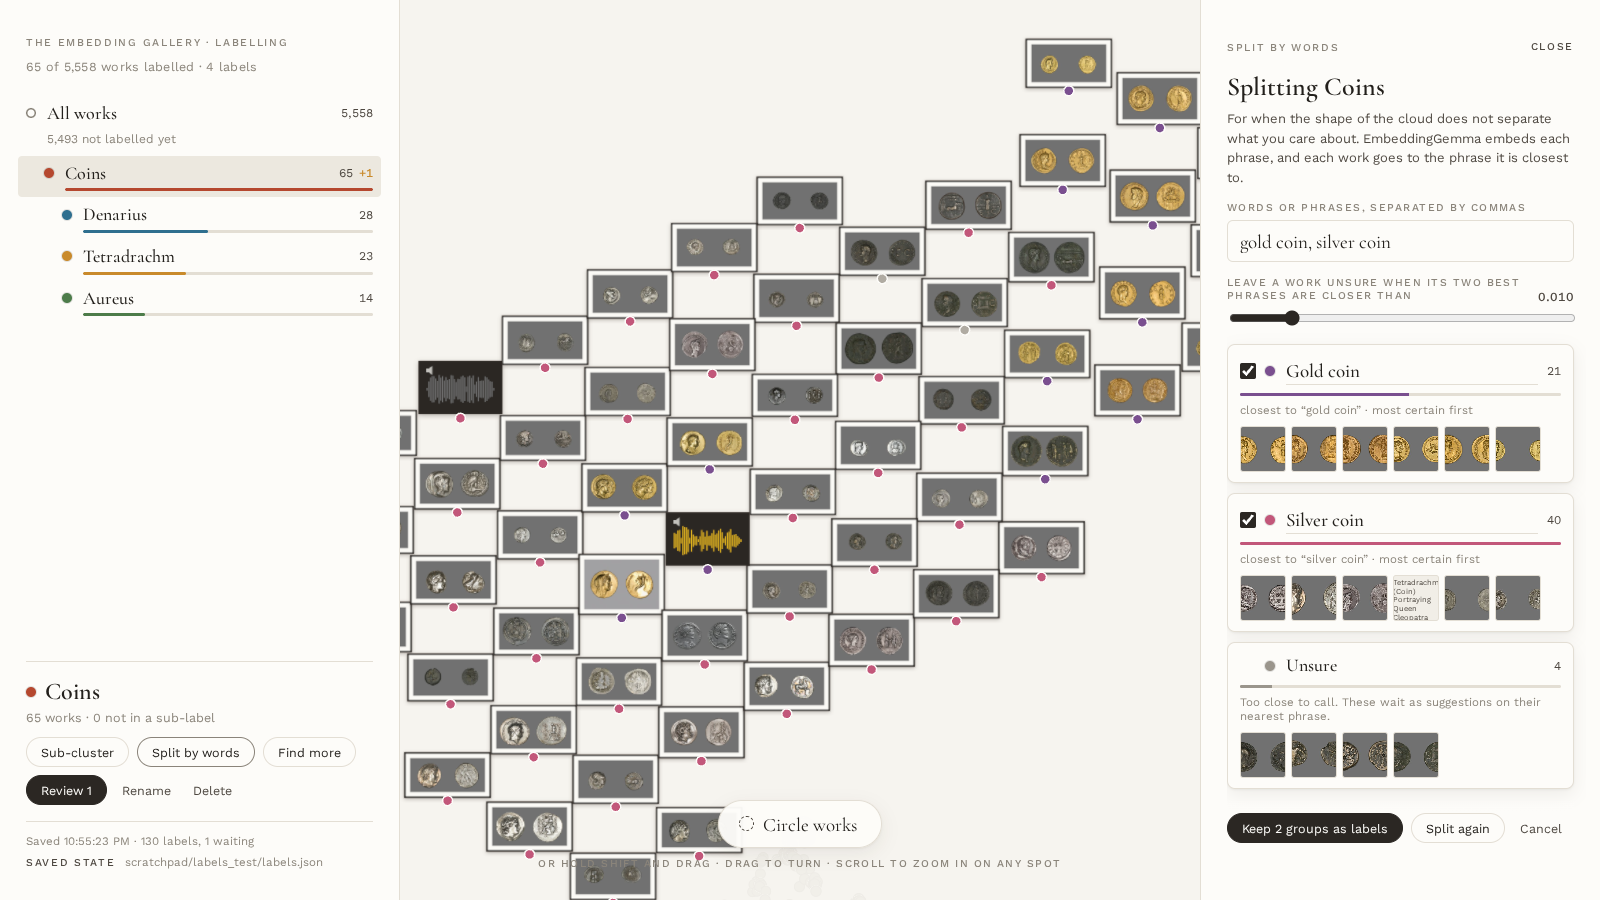 THE EMBEDDING GALLERY · LABELLING
65 of 5,558 works labelled · 4 labels
All works 5,558
5,493 not labelled yet
Coins 65 +1
Denarius 28
Tetradrachm 23
Aureus 14
Coins
65 works · 0 not in a sub-label
Sub-cluster Split by words Find more
Review 1 Rename Delete
Saved 10:55:23 PM · 130 labels, 1 waiting
SAVED STATE scratchpad/labels_test/labels.json
Circle works
OR HOLD SHIFT AND DRAG · DRAG TO TURN · SCROLL TO ZOOM IN ON ANY SPOT
SPLIT BY WORDS CLOSE
Splitting Coins
For when the shape of the cloud does not separate
what you care about. EmbeddingGemma embeds each
phrase, and each work goes to the phrase it is closest
to.
WORDS OR PHRASES, SEPARATED BY COMMAS
gold coin, silver coin
LEAVE A WORK UNSURE WHEN ITS TWO BEST
PHRASES ARE CLOSER THAN 0.010
Gold coin 21
closest to “gold coin” · most certain first
Silver coin 40
closest to “silver coin” · most certain first
Tetradrachm
(Coin)
Portraying
Queen
Cleopatra
Unsure 4
Too close to call. These wait as suggestions on their
nearest phrase.
Keep 2 groups as labels Split again Cancel